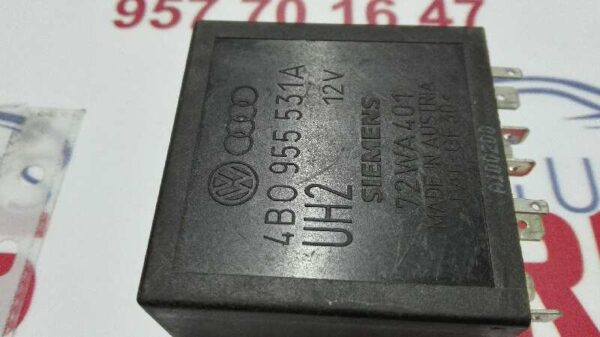 957 70 16 47
4B0 955 531A
UH2 12V
SIEMENS
72WA401
MADE IN AUSTRIA